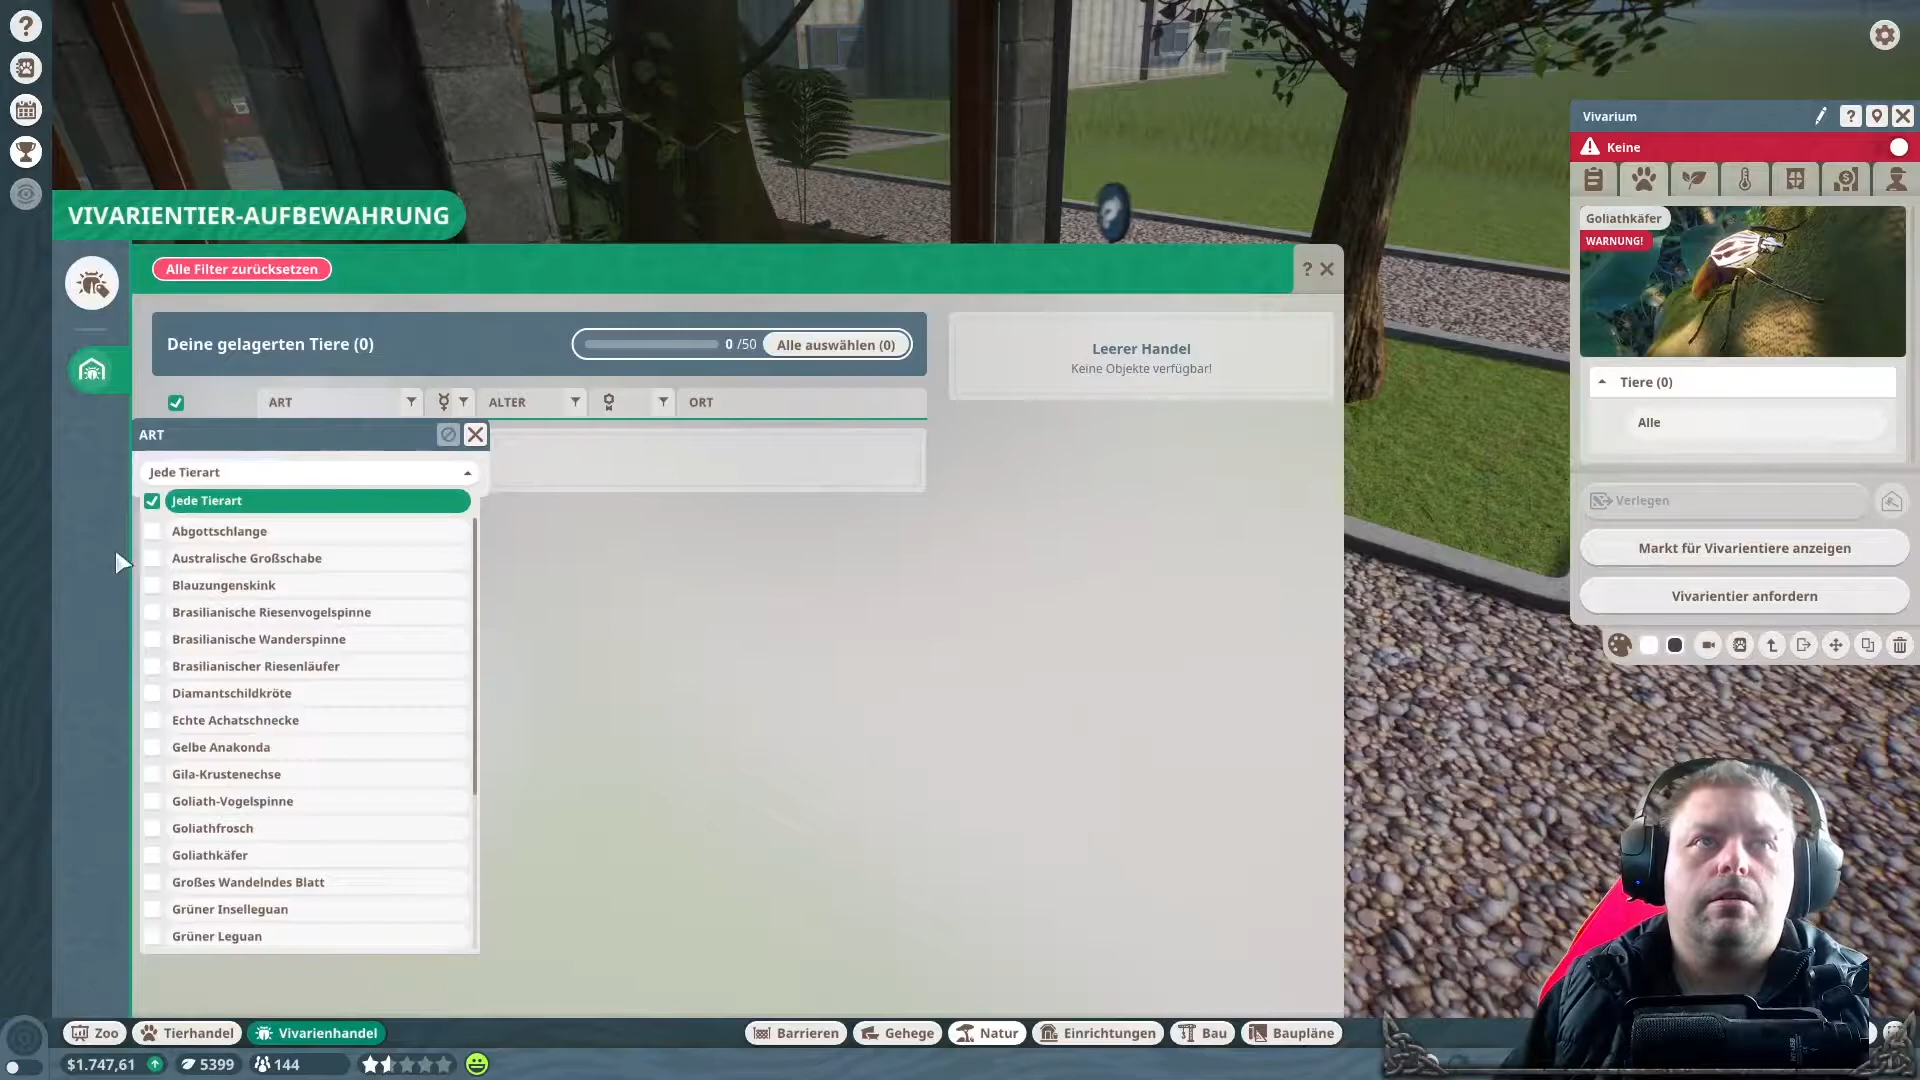 VIVARIENTIER-AUFBEWAHRUNG
Alle Filter zurücksetzen
?
Deine gelagerten Tiere (0)
0 /50
Alle auswählen (0)
ART
ALTER
ORT
ART
Jede Tierart
Jede Tierart
Abgottschlange
Australische Großschabe
Blauzungenskink
Brasilianische Riesenvogelspinne
Brasilianische Wanderspinne
Brasilianischer Riesenläufer
Diamantschildkröte
Echte Achatschnecke
Gelbe Anakonda
Gila-Krustenechse
Goliath-Vogelspinne
Goliathfrosch
Goliathkäfer
Großes Wandelndes Blatt
Grüner Inselleguan
Grüner Leguan
Leerer Handel
Keine Objekte verfügbar!
Vivarium
?
Keine
Goliathkäfer
WARNUNG!
Tiere (0)
Alle
Verlegen
Markt für Vivarientiere anzeigen
Vivarientier anfordern
Zoo
Tierhandel
Vivarienhandel
Barrieren
Gehege
Natur
Einrichtungen
Bau
Baupläne
$1.747,61
5399
144